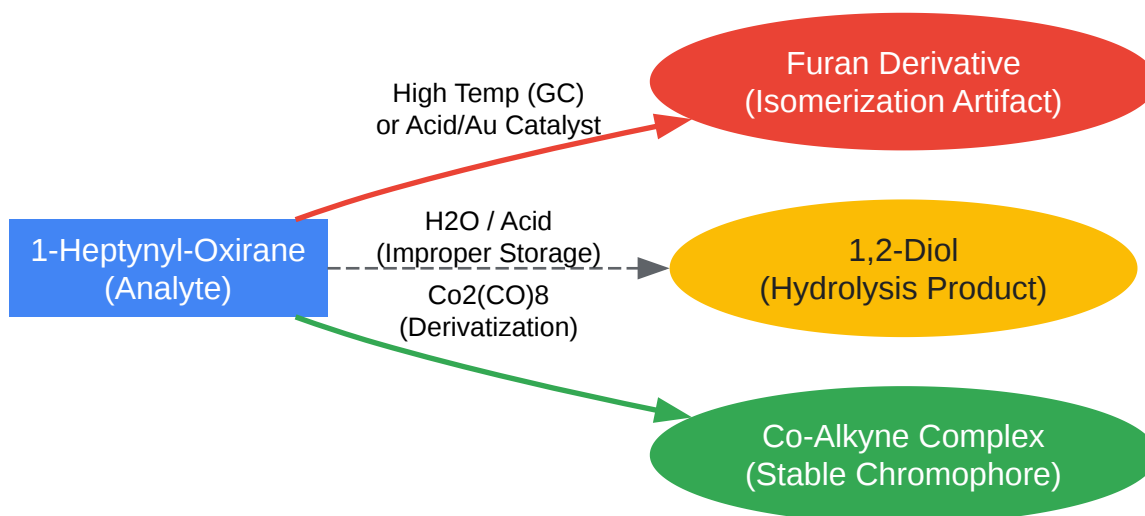 High Temp (GC)
or Acid/Au Catalyst
Furan Derivative
(Isomerization Artifact)
1-Heptynyl-Oxirane
(Analyte)
H2O / Acid
(Improper Storage)
1,2-Diol
(Hydrolysis Product)
Co2(CO)8
(Derivatization)
Co-Alkyne Complex
(Stable Chromophore)